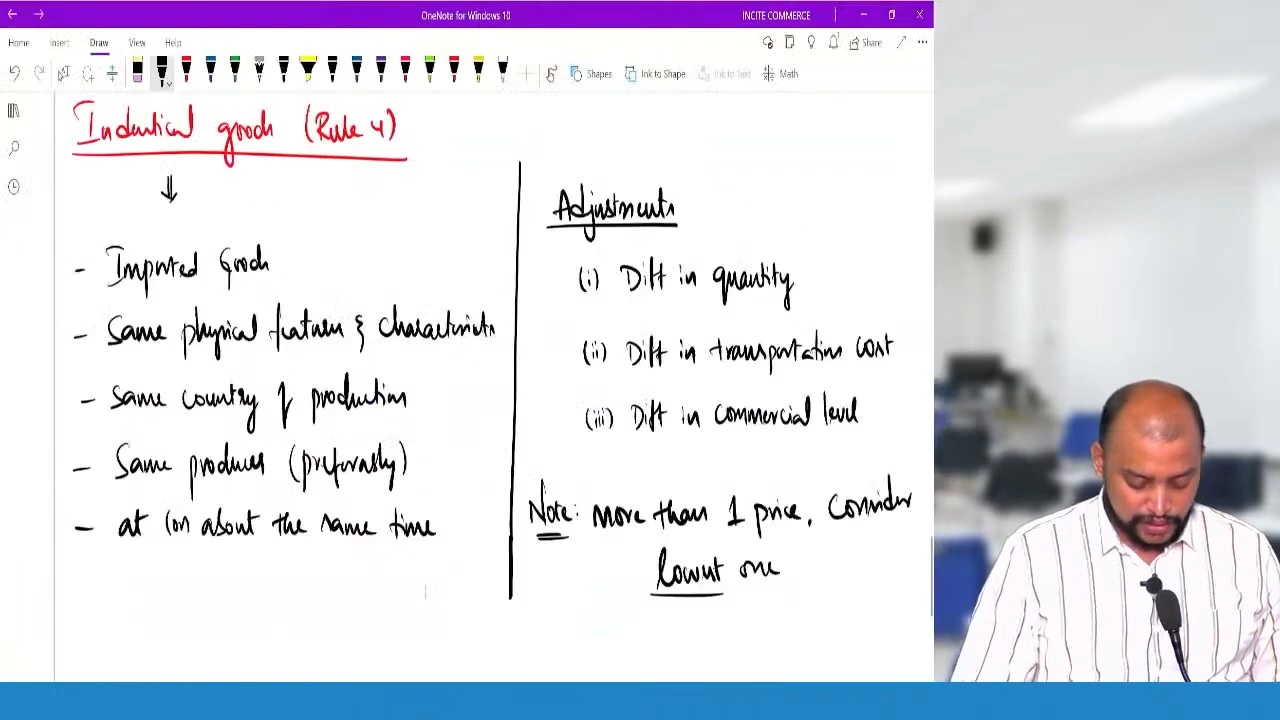 OneNote for Windows 10
INCITE COMMERCE
Home Insert Draw View Help
Share
Shapes Ink to Shape Ink to Text Math
Indentical goods (Rule 4)
- Imported Goods
- Same physical features & characteristics
- same country of production
- Same producer (preferably)
- at (or about the same time
Adjustments
(i) Diff in quantity
(ii) Diff in transportation cost
(iii) Diff in commercial level
Note: more than 1 price, consider
lowest one